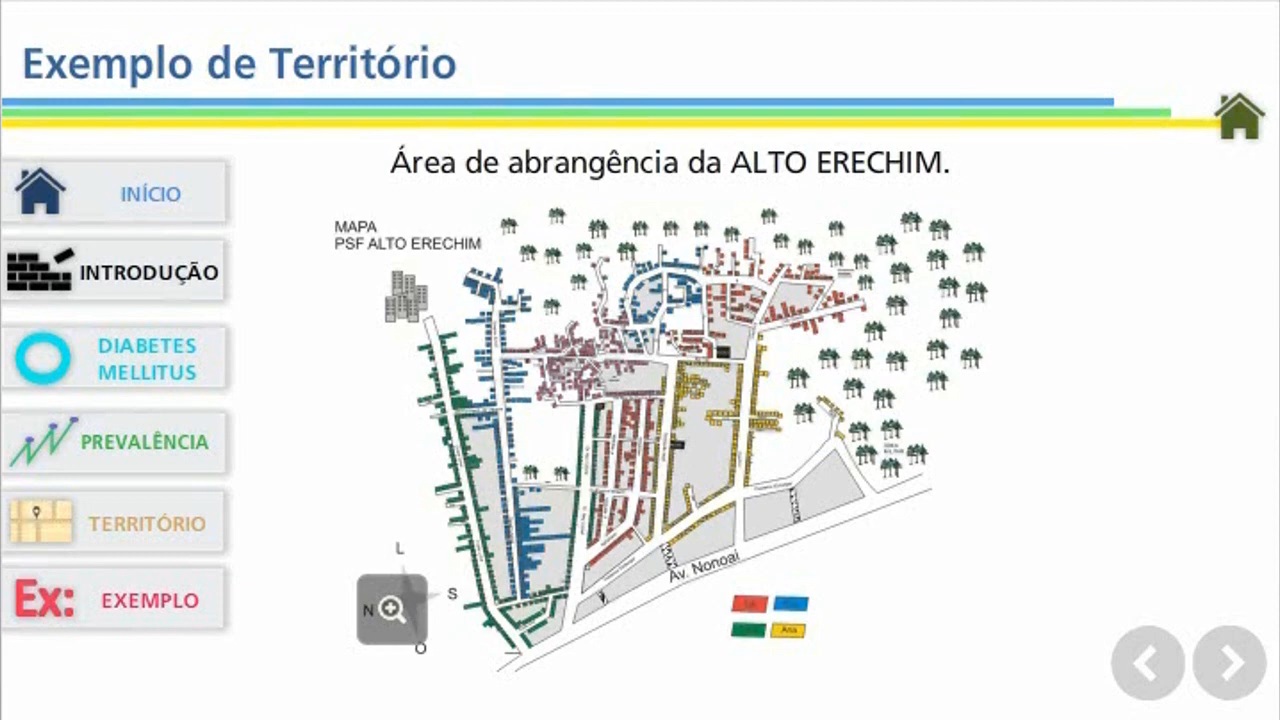 Exemplo de Território
Área de abrangência da ALTO ERECHIM.
INÍCIO
INTRODUÇÃO
DIABETES
MELLITUS
PREVALÊNCIA
TERRITÓRIO
Ex: EXEMPLO
MAPA
PSF ALTO ERECHIM
L
N
S
O
Av. Nonoai
Ana